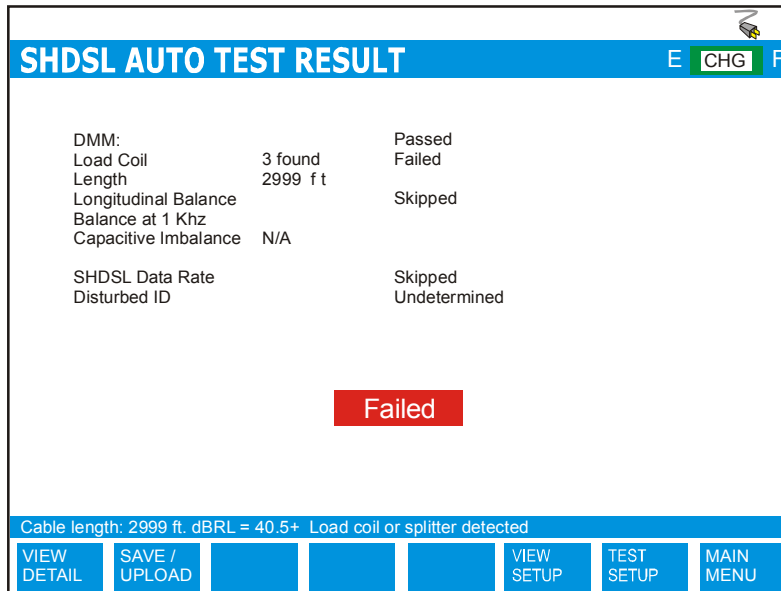 SHDSL AUTO TEST RESULT E CHG F
DMM: Passed
Load Coil 3 found Failed
Length 2999 f t
Longitudinal Balance Skipped
Balance at 1 Khz
Capacitive Imbalance N/A
SHDSL Data Rate Skipped
Disturbed ID Undetermined
Failed
Cable length: 2999 ft. dBRL = 40.5+ Load coil or splitter detected
VIEW DETAIL SAVE / UPLOAD VIEW SETUP TEST SETUP MAIN MENU